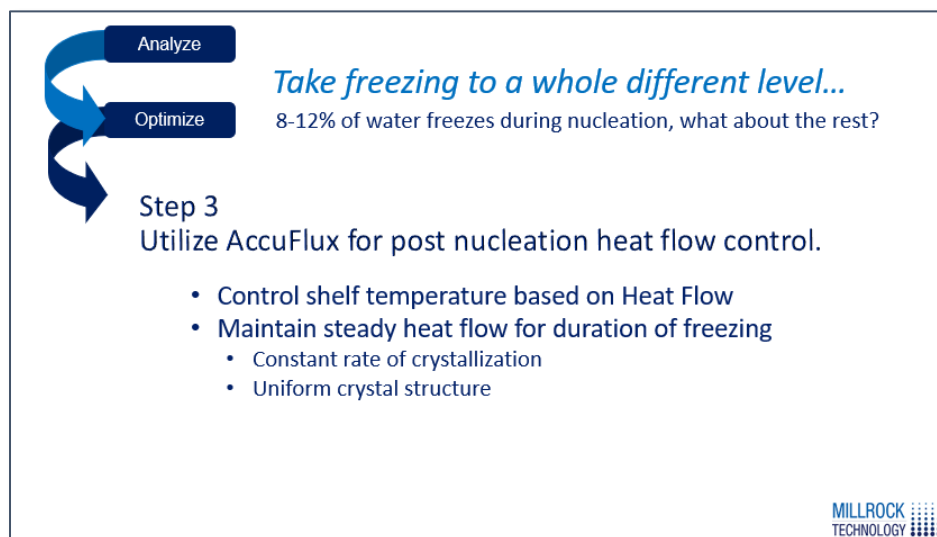 Analyze
Optimize
Take freezing to a whole different level…
8-12% of water freezes during nucleation, what about the rest?
Step 3
Utilize AccuFlux for post nucleation heat flow control.
• Control shelf temperature based on Heat Flow
• Maintain steady heat flow for duration of freezing
• Constant rate of crystallization
• Uniform crystal structure
MILLROCK
TECHNOLOGY